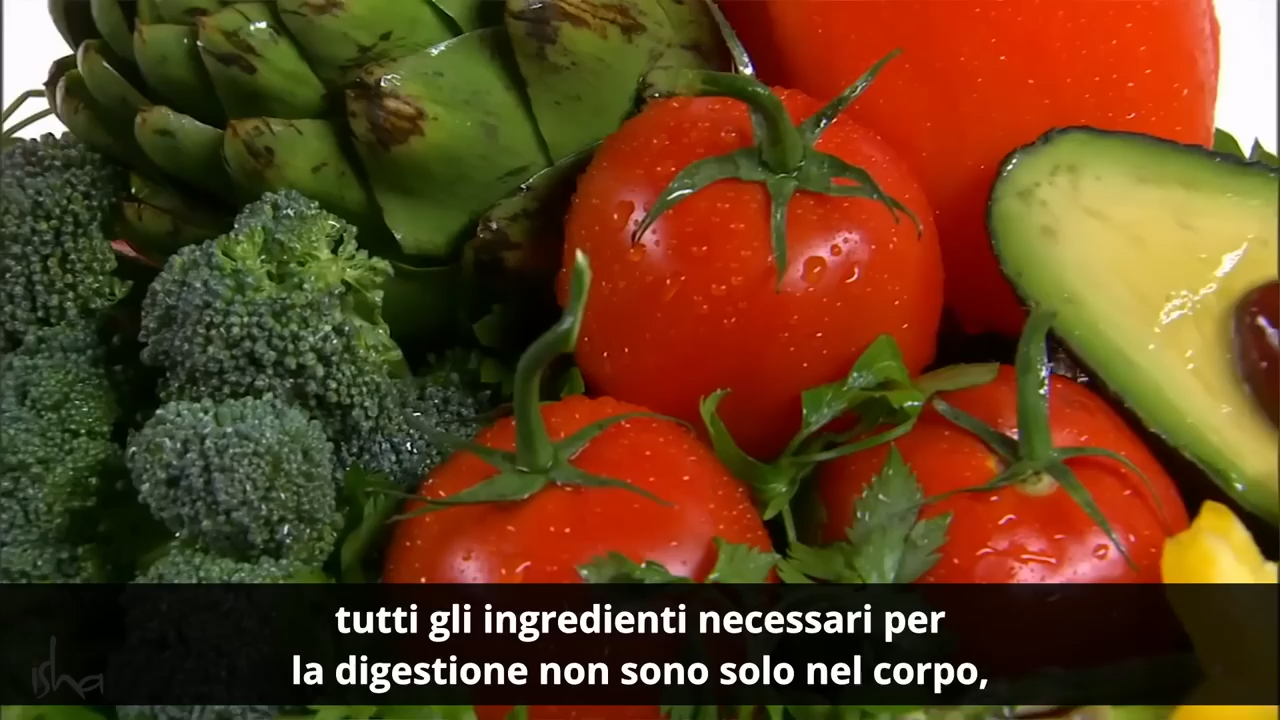 tutti gli ingredienti necessari per
la digestione non sono solo nel corpo,
isha